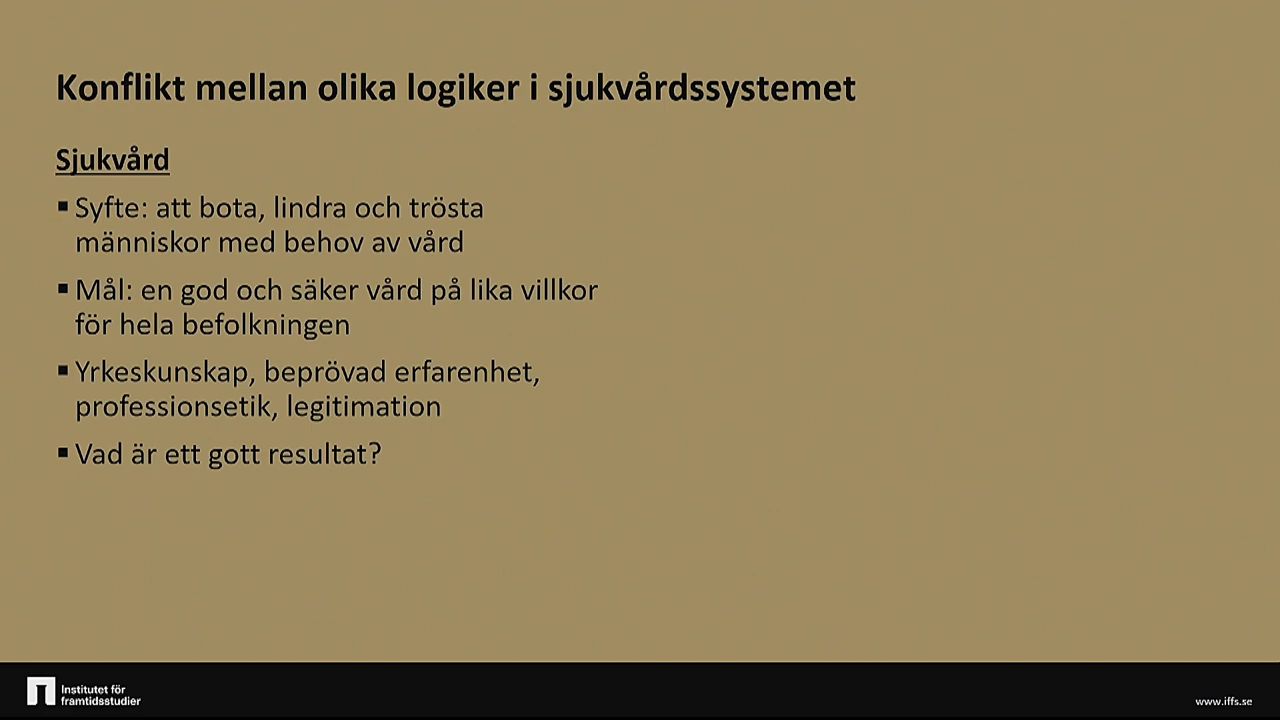 Konflikt mellan olika logiker i sjukvårdssystemet
Sjukvård
▪ Syfte: att bota, lindra och trösta
människor med behov av vård
▪ Mål: en god och säker vård på lika villkor
för hela befolkningen
▪ Yrkeskunskap, beprövad erfarenhet,
professionsetik, legitimation
▪ Vad är ett gott resultat?
Institutet för
framtidsstudier
www.iffs.se